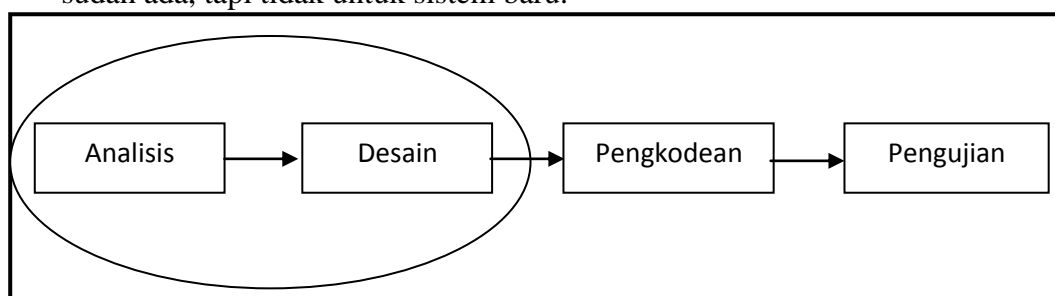 sudah ada, tapi tidak untuk sistem baru.
Analisis
Desain
Pengkodean
Pengujian